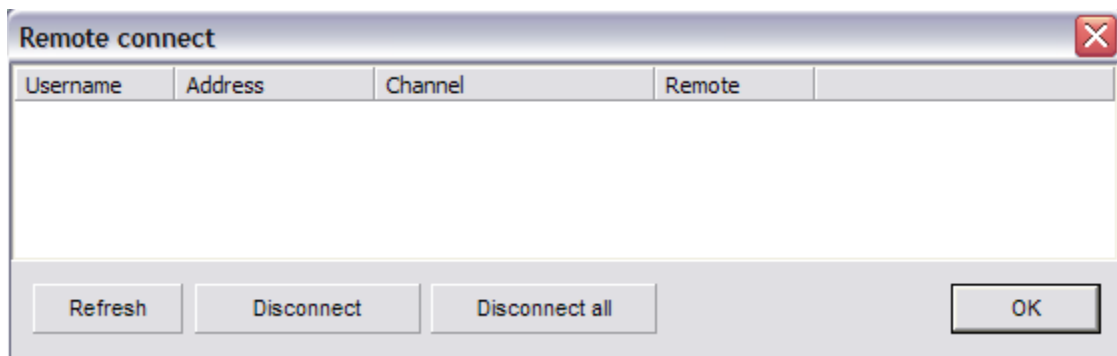 Remote connect
Username Address Channel Remote
Refresh Disconnect Disconnect all OK